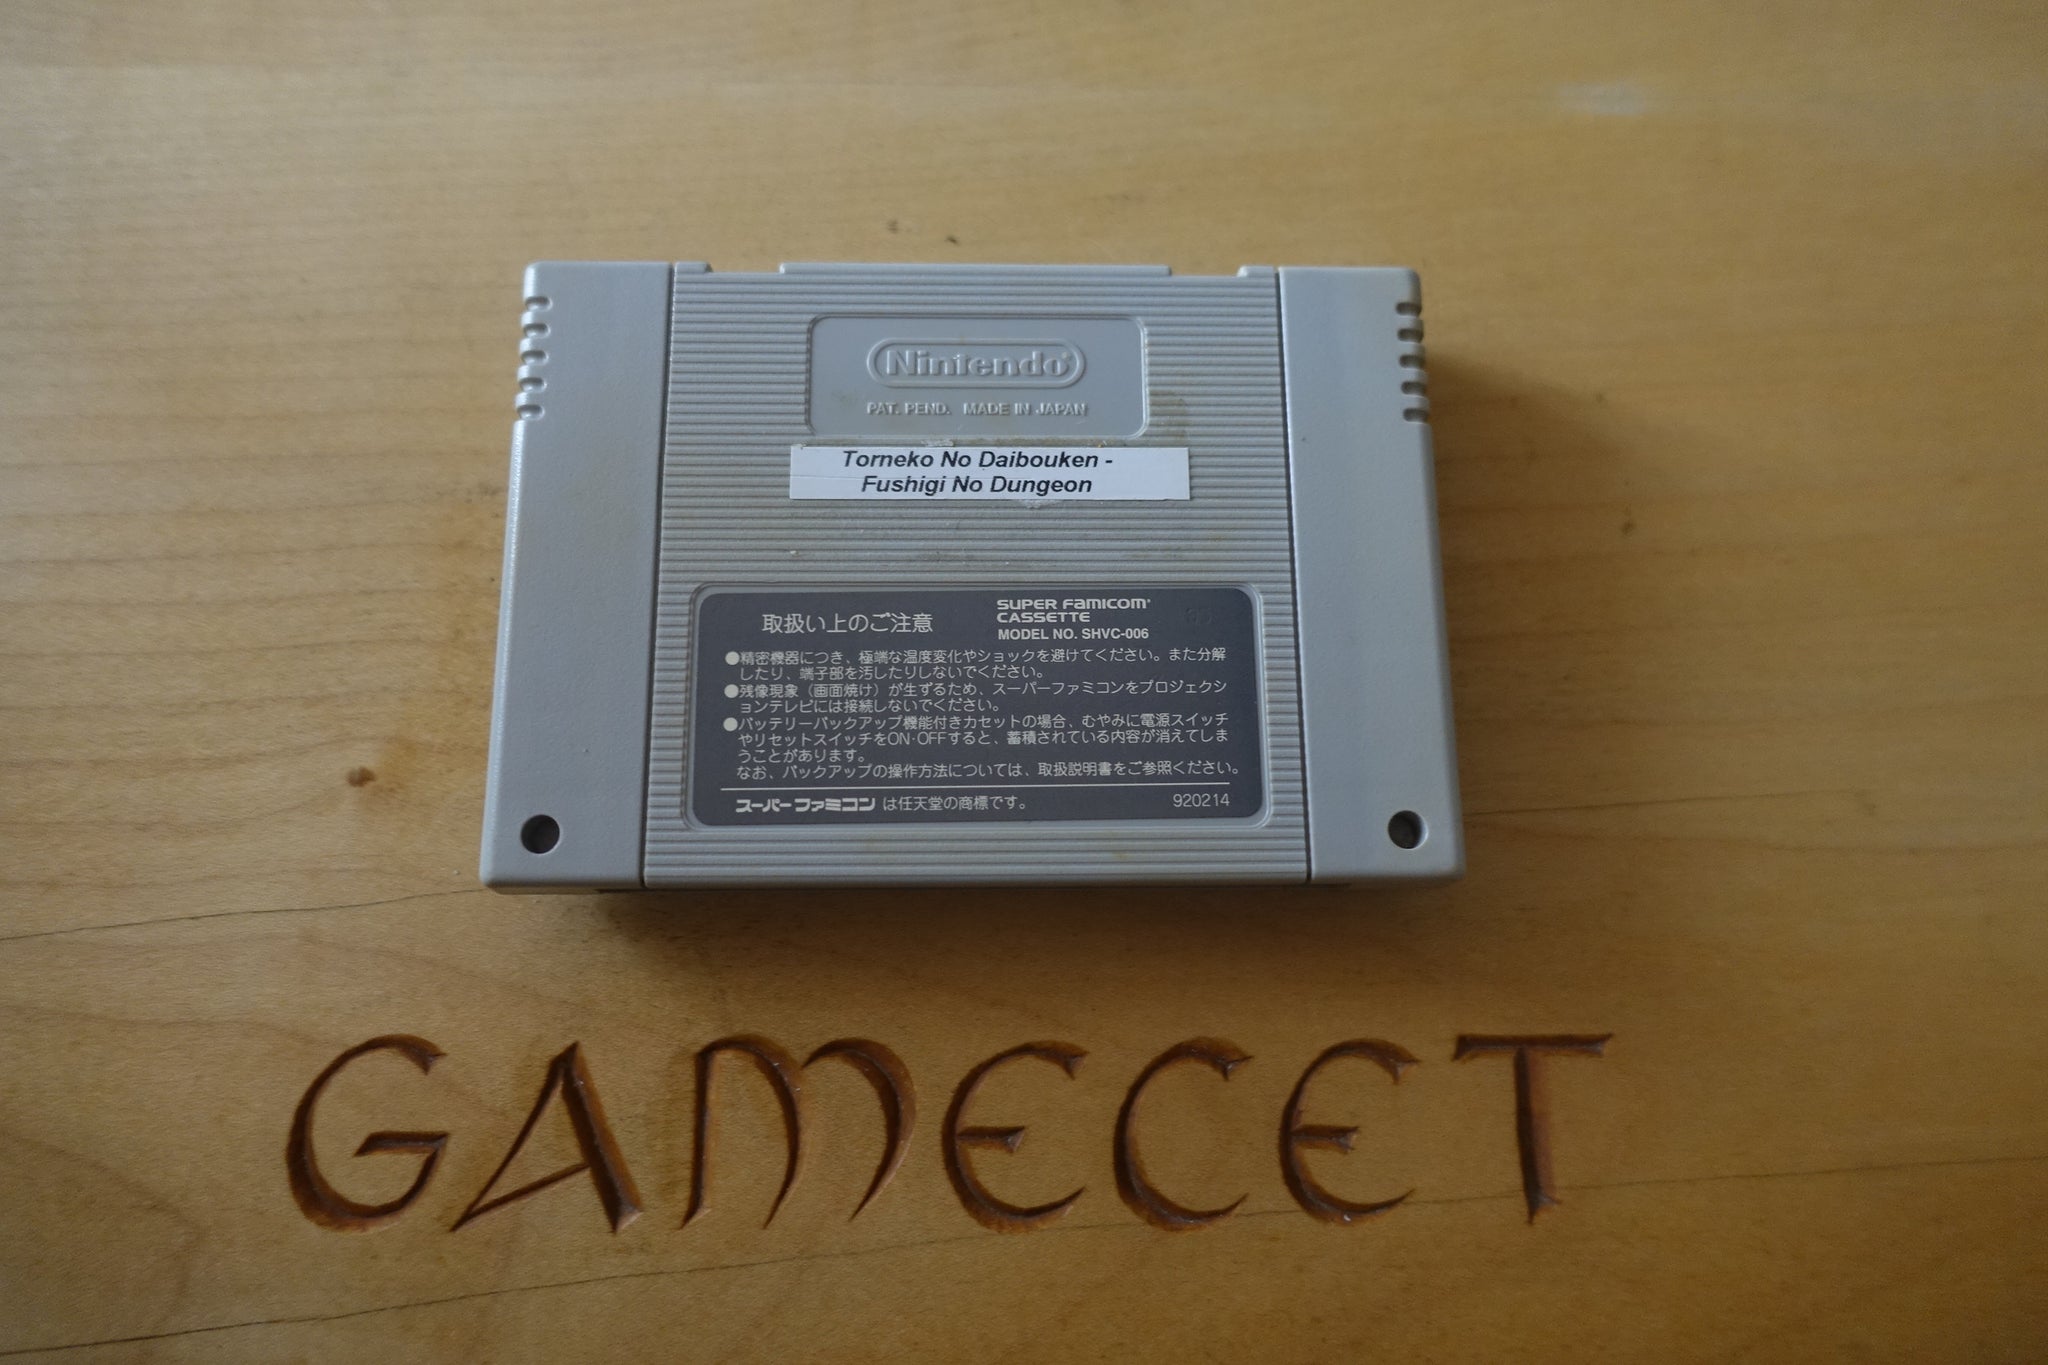 Nintendo®
PAT. PEND. MADE IN JAPAN
Torneko No Daibouken -
Fushigi No Dungeon
取扱い上のご注意
SUPER FAMICOM®
CASSETTE
MODEL NO. SHVC-006
●精密機器につき、極端な温度変化やショックを避けてください。また分解
したり、端子部を汚したりしないでください。
●残像現象（画面焼け）が生ずるため、スーパーファミコンをプロジェクシ
ョンテレビには接続しないでください。
●バッテリーバックアップ機能付きカセットの場合、むやみに電源スイッチ
やリセットスイッチをON·OFFすると、蓄積されている内容が消えてしま
うことがあります。
なお、バックアップの操作方法については、取扱説明書をご参照ください。
スーパーファミコン は任天堂の商標です。 920214
GAMECET